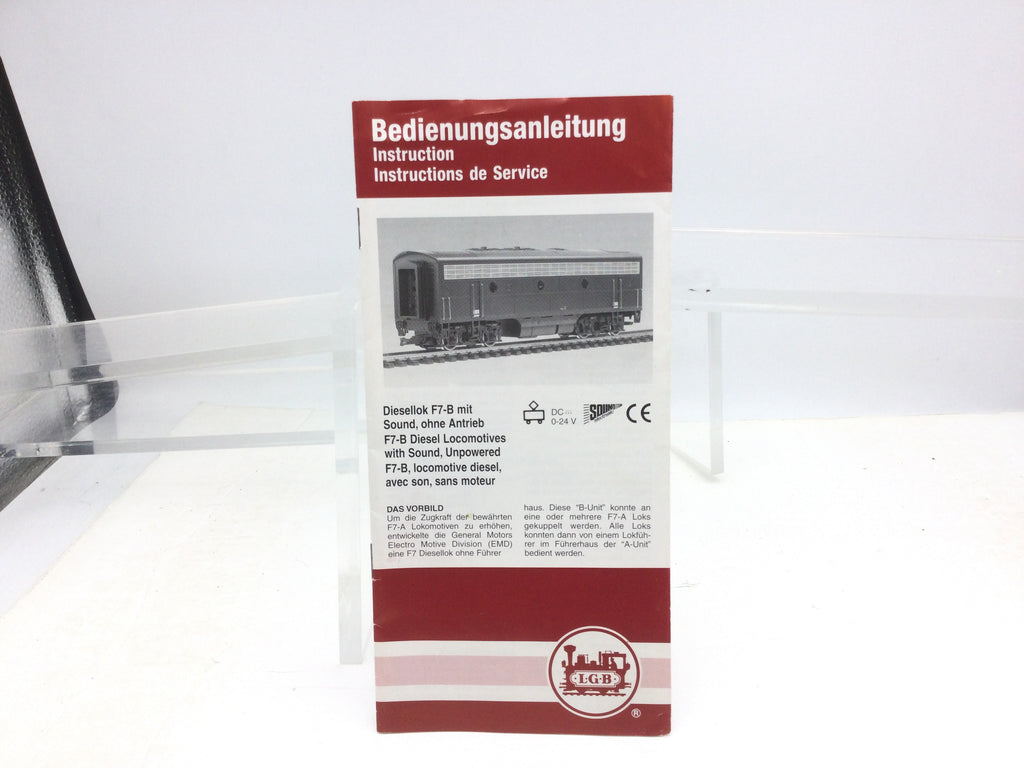 Bedienungsanleitung
Instruction
Instructions de Service
Diesellok F7-B mit
Sound, ohne Antrieb
F7-B Diesel Locomotives
with Sound, Unpowered
F7-B, locomotive diesel,
avec son, sans moteur
DC
0-24 V
SOUND
CE
DAS VORBILD
Um die Zugkraft der bewährten
F7-A Lokomotiven zu erhöhen,
entwickelte die General Motors
Electro Motive Division (EMD)
eine F7 Diesellok ohne Führer
haus. Diese "B-Unit" konnte an
eine oder mehrere F7-A Loks
gekuppelt werden. Alle Loks
konnten dann von einem Lokfüh-
rer im Führerhaus der "A-Unit"
bedient werden.
LGB
®